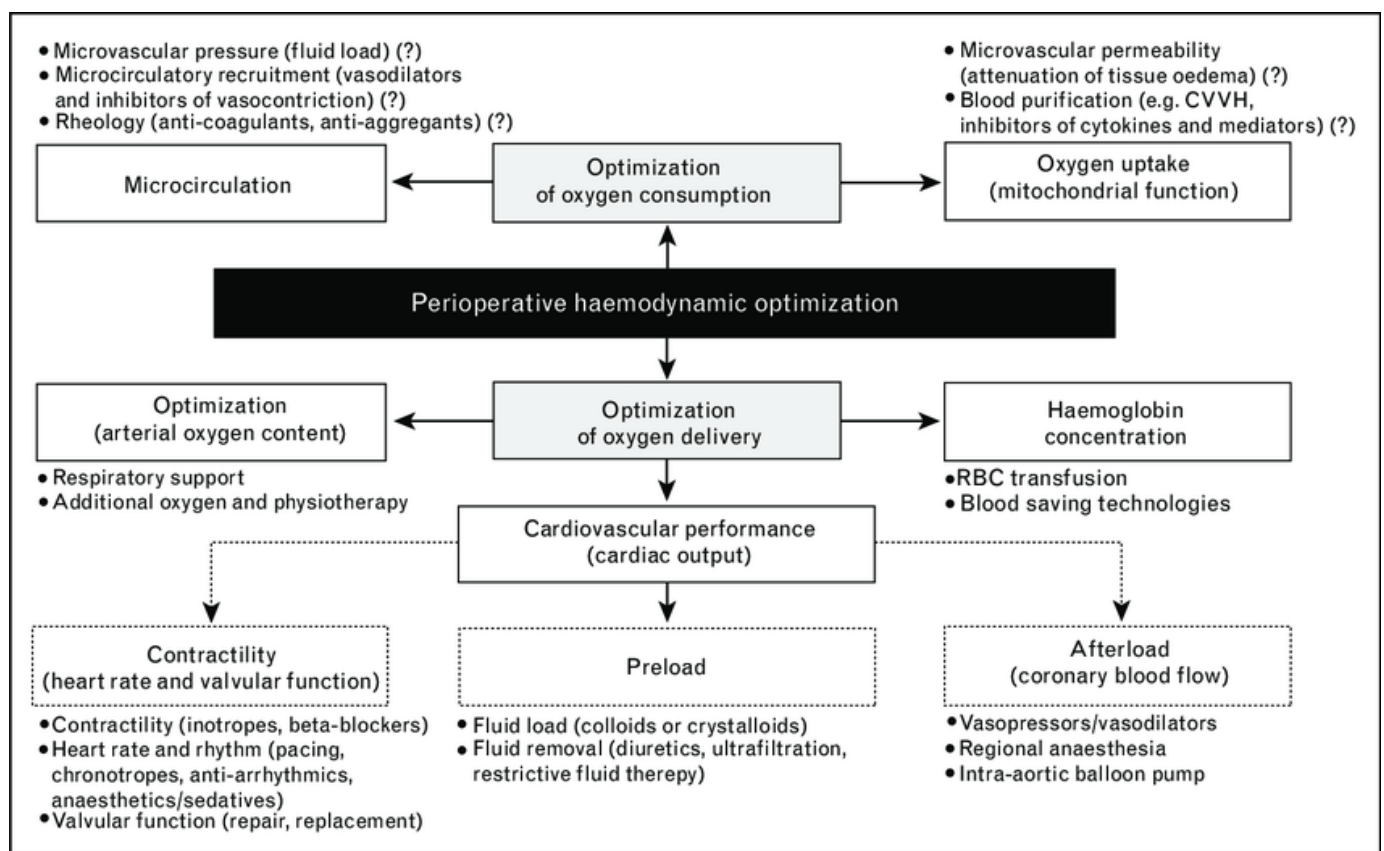 • Microvascular pressure (fluid load) (?)
• Microcirculatory recruitment (vasodilators
and inhibitors of vasocontriction) (?)
• Rheology (anti-coagulants, anti-aggregants) (?)
• Microvascular permeability
(attenuation of tissue oedema) (?)
• Blood purification (e.g. CVVH,
inhibitors of cytokines and mediators) (?)
Microcirculation
Optimization
of oxygen consumption
Oxygen uptake
(mitochondrial function)
Perioperative haemodynamic optimization
Optimization
(arterial oxygen content)
Optimization
of oxygen delivery
Haemoglobin
concentration
• Respiratory support
• Additional oxygen and physiotherapy
•RBC transfusion
• Blood saving technologies
Cardiovascular performance
(cardiac output)
Contractility
(heart rate and valvular function)
Preload
Afterload
(coronary blood flow)
• Contractility (inotropes, beta-blockers)
• Heart rate and rhythm (pacing,
chronotropes, anti-arrhythmics,
anaesthetics/sedatives)
• Valvular function (repair, replacement)
• Fluid load (colloids or crystalloids)
• Fluid removal (diuretics, ultrafiltration,
restrictive fluid therepy)
• Vasopressors/vasodilators
• Regional anaesthesia
• Intra-aortic balloon pump